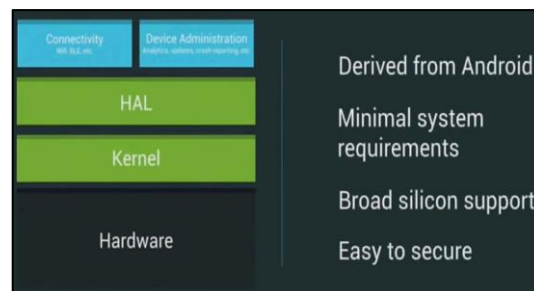 Connectivity
Wifi, BLE, etc.
Device Administration
Analytics, updates, crash reporting, etc
HAL
Kernel
Hardware
Derived from Android
Minimal system
requirements
Broad silicon support
Easy to secure